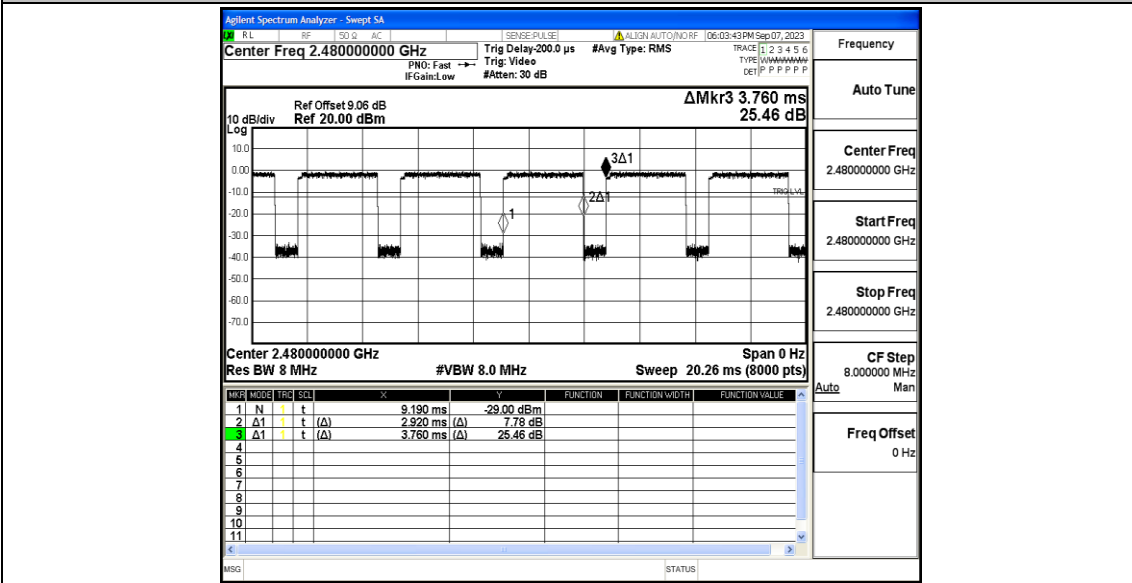 Agilent Spectrum Analyzer - Swept SA
RL RF 50 Ω AC SENSE:PULSE ALIGN AUTO/NO RF 06:03:43 PM Sep 07, 2023
Center Freq 2.480000000 GHz Trig Delay-200.0 µs #Avg Type: RMS TRACE 1 2 3 4 5 6
PNO: Fast Trig: Video TYPE
IFGain:Low #Atten: 30 dB DET P P P P P P
Frequency
Auto Tune
Center Freq
2.480000000 GHz
Start Freq
2.480000000 GHz
Stop Freq
2.480000000 GHz
CF Step
8.000000 MHz
Auto Man
Freq Offset
0 Hz
ΔMkr3 3.760 ms
25.46 dB
Ref Offset 9.06 dB
10 dB/div Ref 20.00 dBm
Log
10.0
0.00
-10.0
-20.0
-30.0
-40.0
-50.0
-60.0
-70.0
3Δ1
2Δ1
1
TRIG LVL
Center 2.480000000 GHz Span 0 Hz
Res BW 8 MHz #VBW 8.0 MHz Sweep 20.26 ms (8000 pts)
MKR MODE TRC SCL X Y FUNCTION FUNCTION WIDTH FUNCTION VALUE
1 N 1 t 9.190 ms -29.00 dBm
2 Δ1 1 t (Δ) 2.920 ms (Δ) 7.78 dB
3 Δ1 1 t (Δ) 3.760 ms (Δ) 25.46 dB
4
5
6
7
8
9
10
11
MSG STATUS